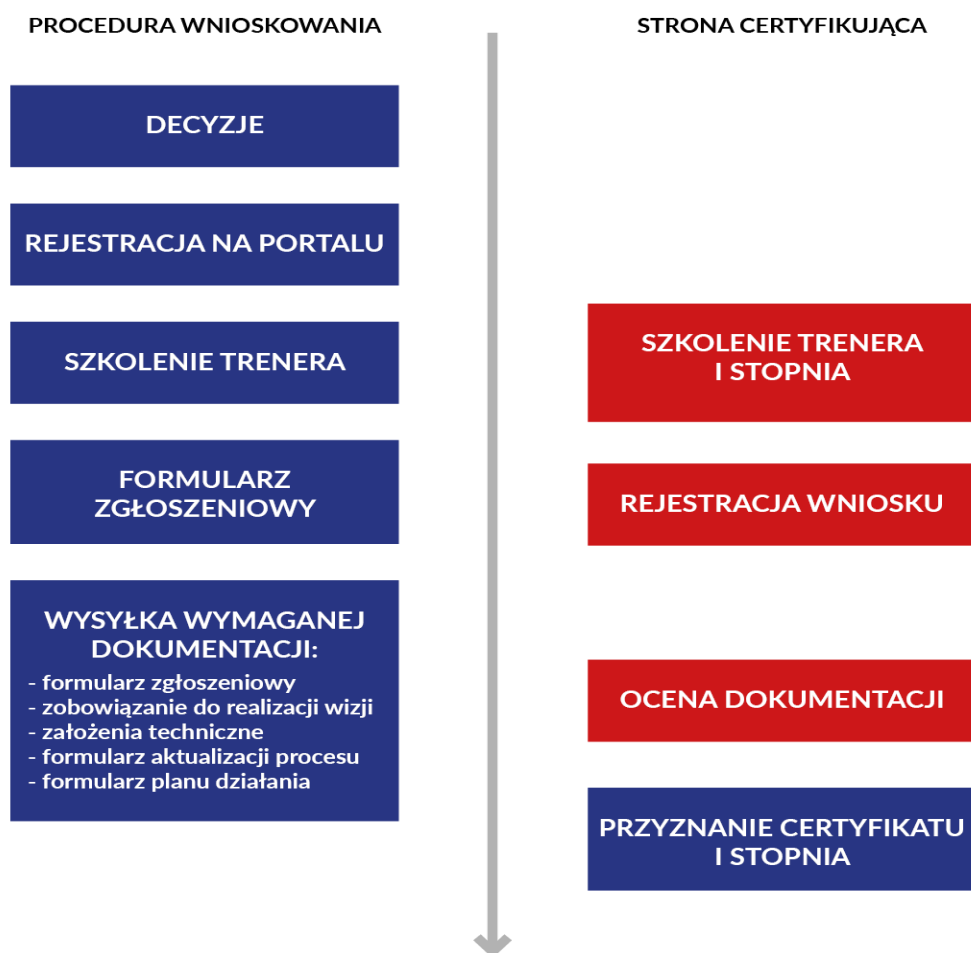 PROCEDURA WNIOSKOWANIA
DECYZJE
REJESTRACJA NA PORTALU
SZKOLENIE TRENERA
FORMULARZ
ZGŁOSZENIOWY
WYSYŁKA WYMAGANEJ
DOKUMENTACJI:
- formularz zgłoszeniowy
- zobowiązanie do realizacji wizji
- założenia techniczne
- formularz aktualizacji procesu
- formularz planu działania
STRONA CERTYFIKUJĄCA
SZKOLENIE TRENERA
I STOPNIA
REJESTRACJA WNIOSKU
OCENA DOKUMENTACJI
PRZYZNANIE CERTYFIKATU
I STOPNIA